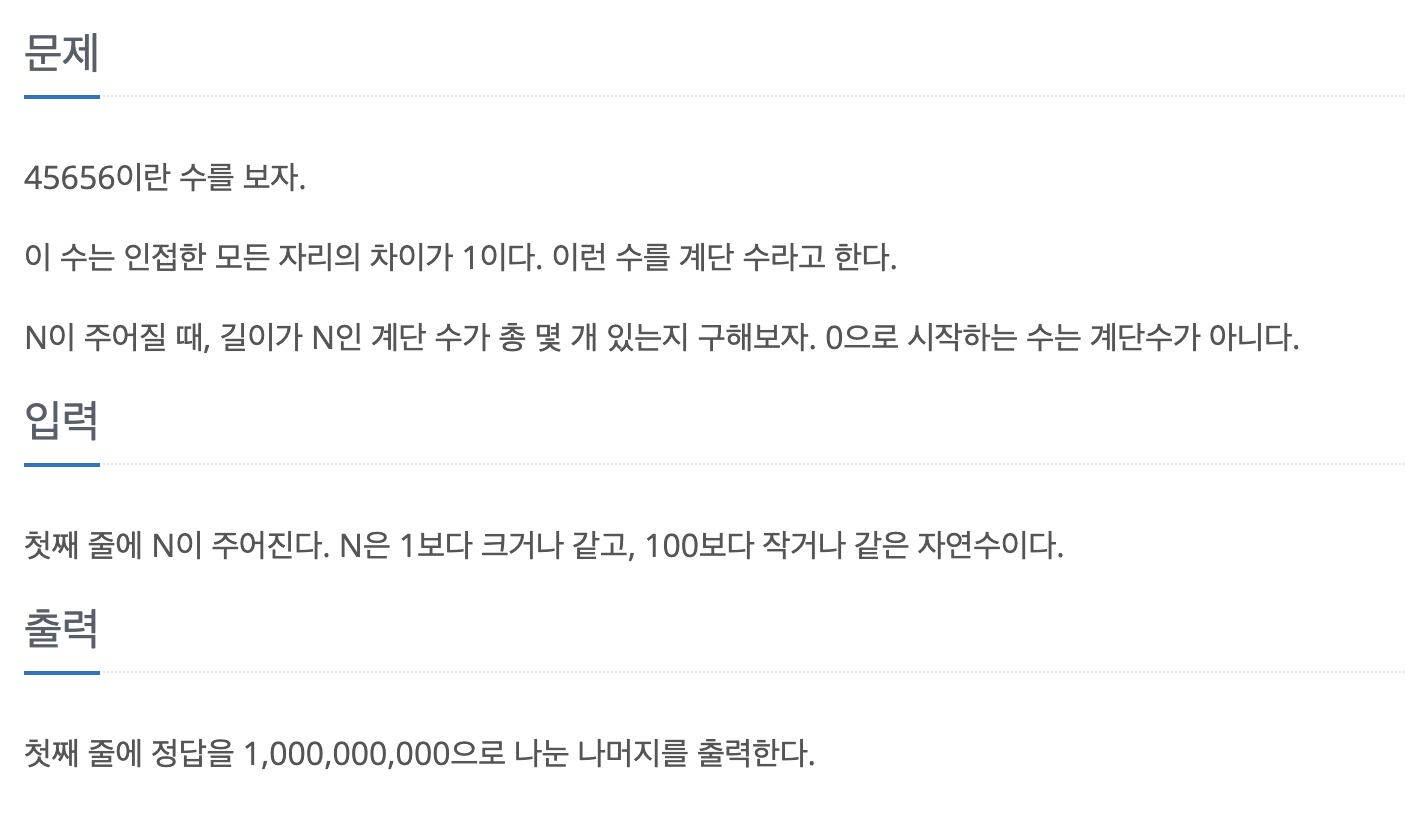 문제
45656이란 수를 보자.
이 수는 인접한 모든 자리의 차이가 1이다. 이런 수를 계단 수라고 한다.
N이 주어질 때, 길이가 N인 계단 수가 총 몇 개 있는지 구해보자. 0으로 시작하는 수는 계단수가 아니다.
입력
첫째 줄에 N이 주어진다. N은 1보다 크거나 같고, 100보다 작거나 같은 자연수이다.
출력
첫째 줄에 정답을 1,000,000,000으로 나눈 나머지를 출력한다.